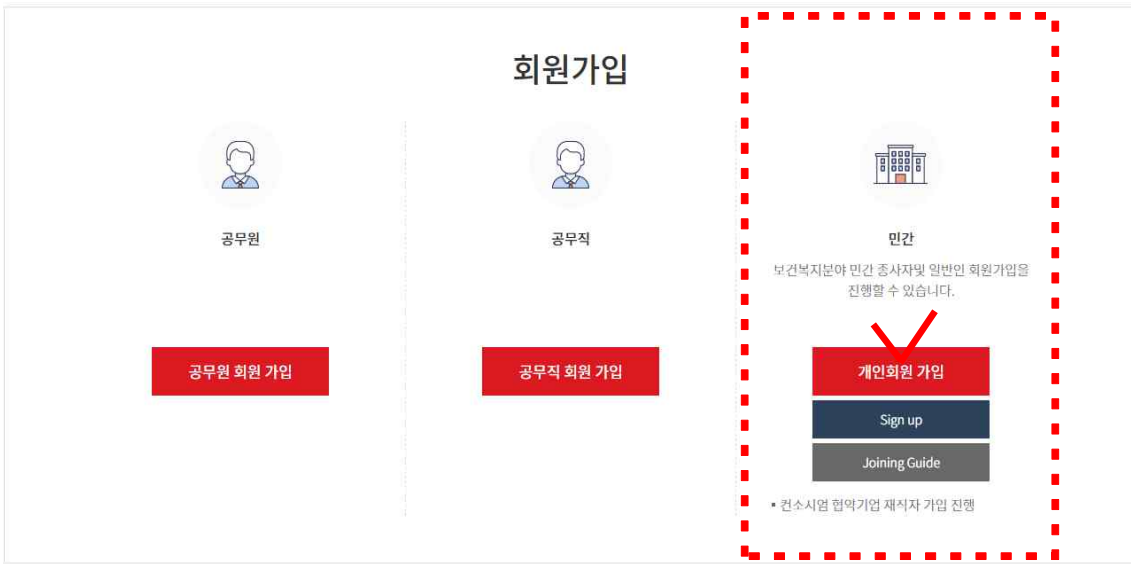 회원가입
공무원
공무원 회원 가입
공무직
공무직 회원 가입
민간
보건복지분야 민간 종사자및 일반인 회원가입을
진행할 수 있습니다.
개인회원 가입
Sign up
Joining Guide
▪ 컨소시엄 협약기업 재직자 가입 진행